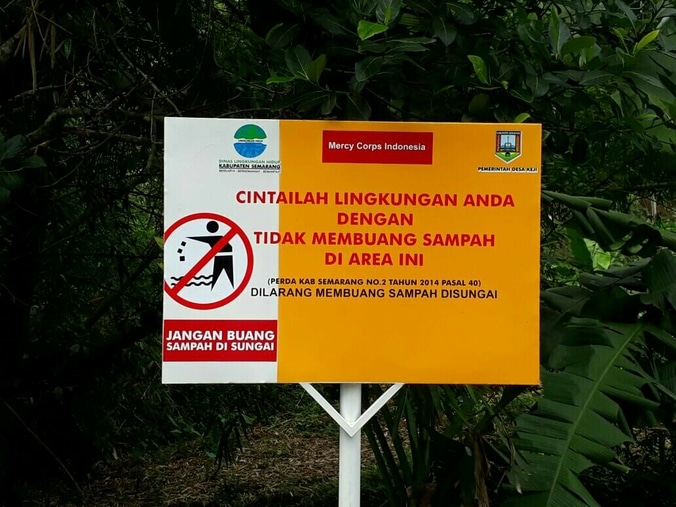 DINAS LINGKUNGAN HIDUP
KABUPATEN SEMARANG
Mercy Corps Indonesia
PEMERINTAH DESA KEJI
CINTAILAH LINGKUNGAN ANDA
DENGAN
TIDAK MEMBUANG SAMPAH
DI AREA INI
(PERDA KAB SEMARANG NO.2 TAHUN 2014 PASAL 40)
DILARANG MEMBUANG SAMPAH DISUNGAI
JANGAN BUANG
SAMPAH DI SUNGAI